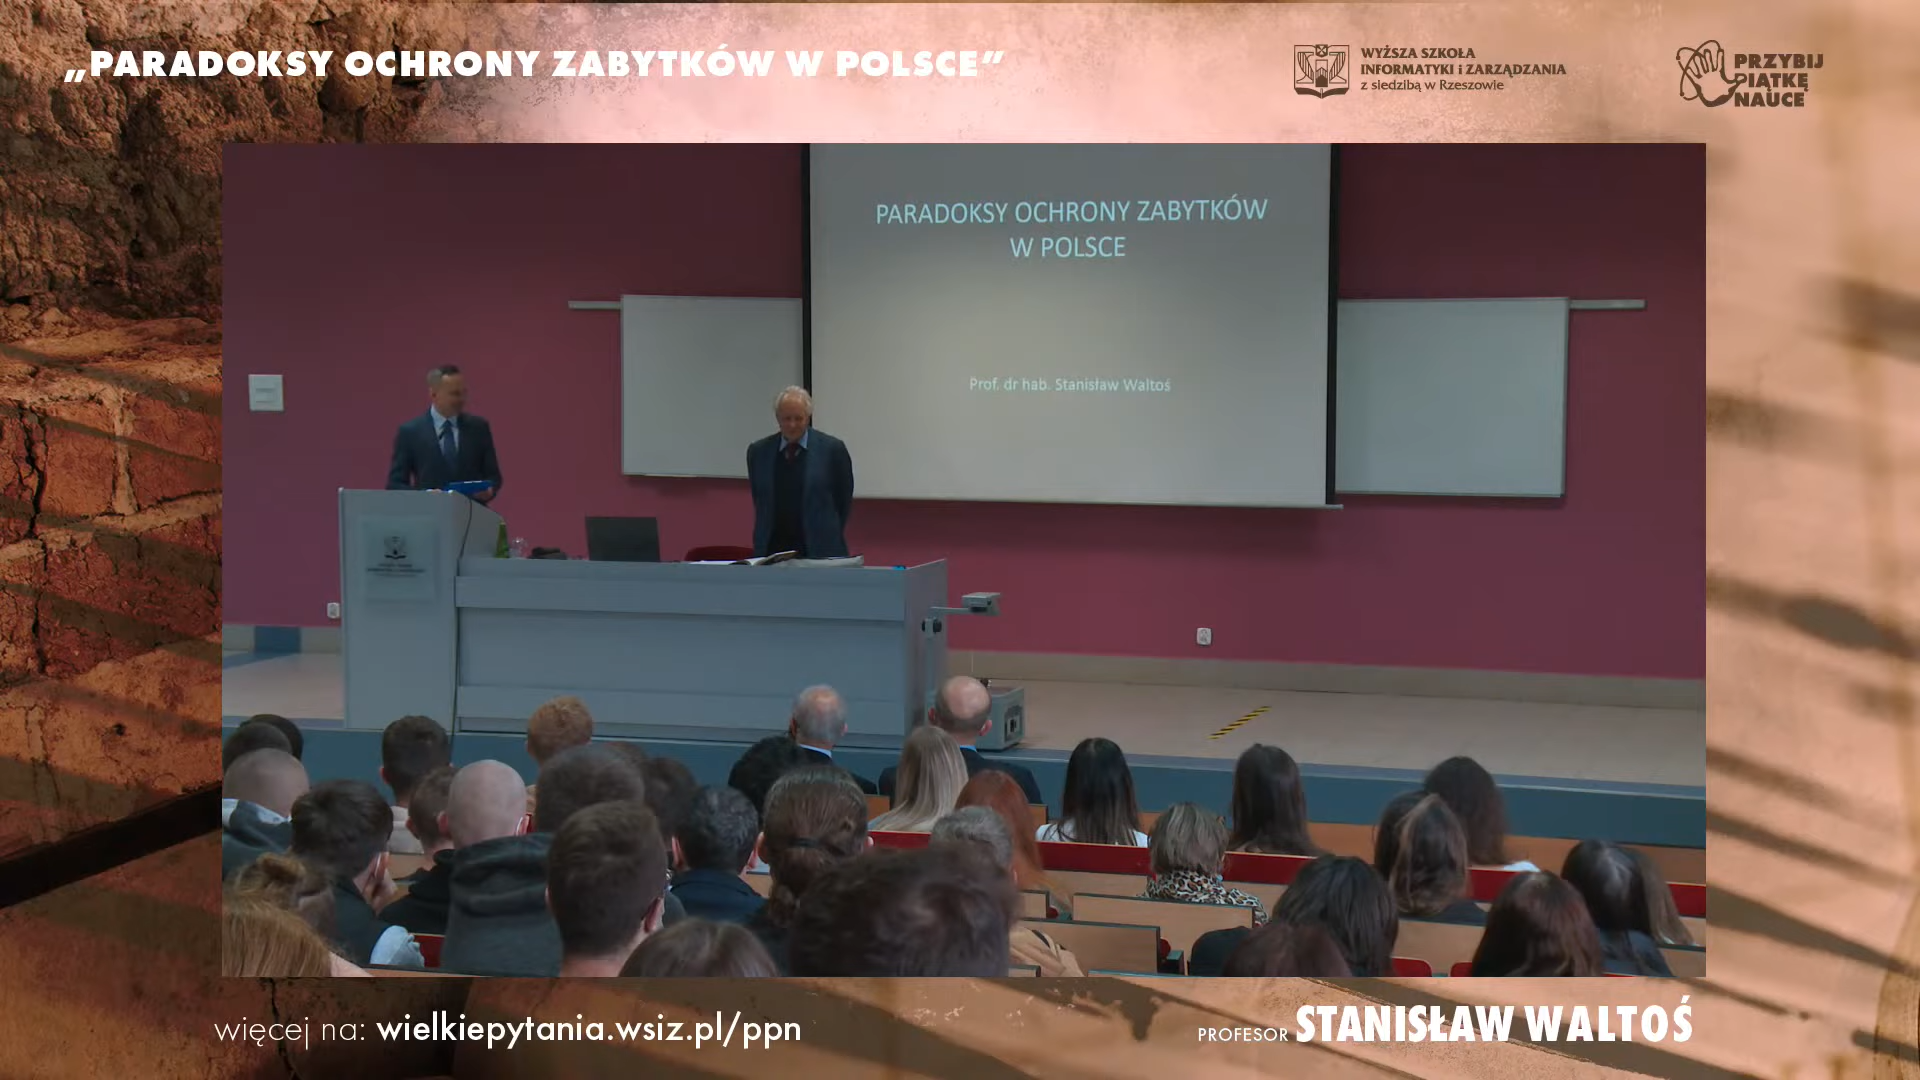 „PARADOKSY OCHRONY ZABYTKÓW W POLSCE”
WYŻSZA SZKOŁA
INFORMATYKI i ZARZĄDZANIA
z siedzibą w Rzeszowie
PRZYBIJ
PIĄTKĘ
NAUCE
PARADOKSY OCHRONY ZABYTKÓW
W POLSCE
Prof. dr hab. Stanisław Waltoś
więcej na: wielkiepytania.wsiz.pl/ppn
PROFESOR STANISŁAW WALTOŚ